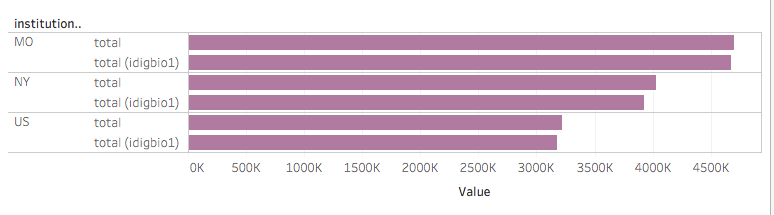 institution..
MO total
total (idigbio1)
NY total
total (idigbio1)
US total
total (idigbio1)
0K 500K 1000K 1500K 2000K 2500K 3000K 3500K 4000K 4500K
Value